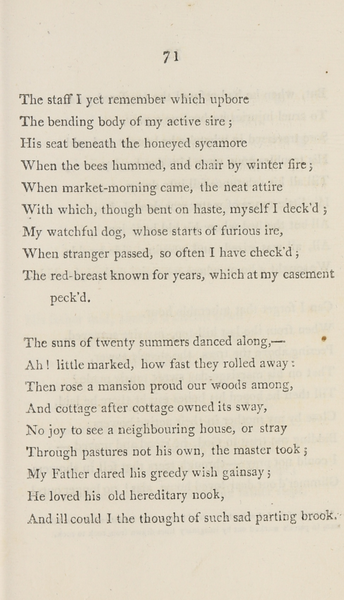 71
The staff I yet remember which upbore
The bending body of my active sire;
His seat beneath the honeyed sycamore
When the bees hummed, and chair by winter fire;
When market-morning came, the neat attire
With which, though bent on haste, myself I deck'd;
My watchful dog, whose starts of furious ire,
When stranger passed, so often I have check'd;
The red-breast known for years, which at my casement
peck'd.
The suns of twenty summers danced along,—
Ah! little marked, how fast they rolled away:
Then rose a mansion proud our woods among,
And cottage after cottage owned its sway,
No joy to see a neighbouring house, or stray
Through pastures not his own, the master took;
My Father dared his greedy wish gainsay;
He loved his old hereditary nook,
And ill could I the thought of such sad parting brook.